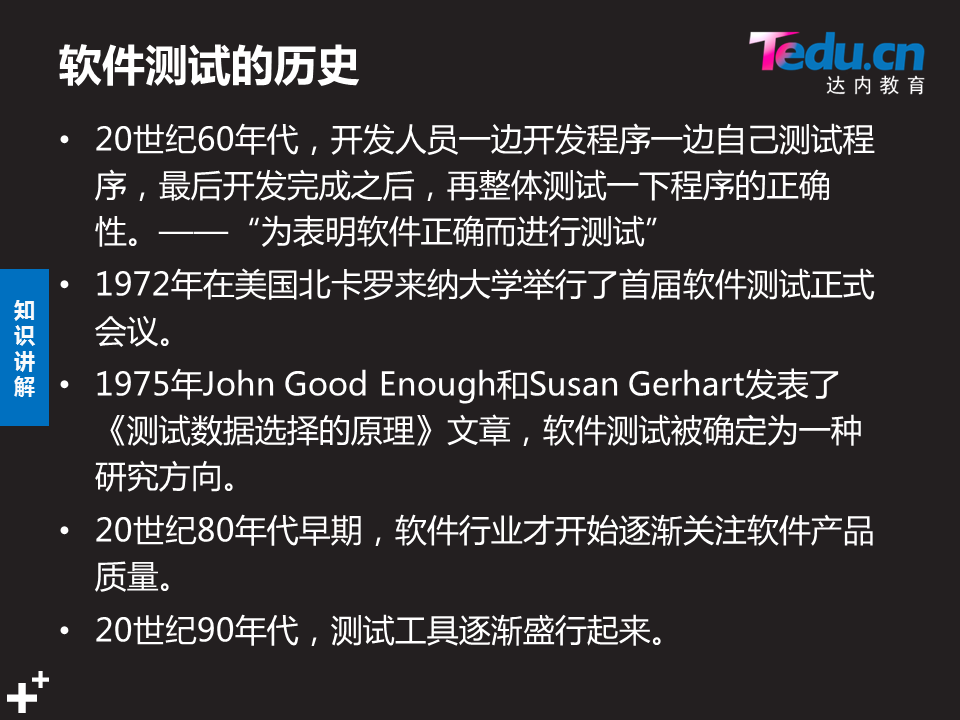 软件测试的历史
Tedu.cn
达内教育
• 20世纪60年代，开发人员一边开发程序一边自己测试程
序，最后开发完成之后，再整体测试一下程序的正确
性。——“为表明软件正确而进行测试”
• 1972年在美国北卡罗来纳大学举行了首届软件测试正式
会议。
知识讲解
• 1975年John Good Enough和Susan Gerhart发表了
《测试数据选择的原理》文章，软件测试被确定为一种
研究方向。
• 20世纪80年代早期，软件行业才开始逐渐关注软件产品
质量。
• 20世纪90年代，测试工具逐渐盛行起来。